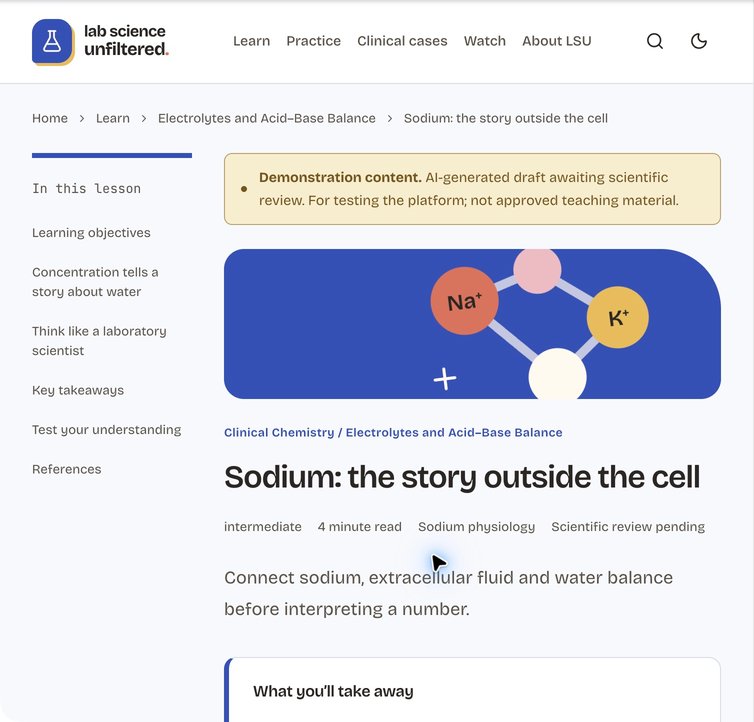 lab science
unfiltered.
Learn Practice Clinical cases Watch About LSU
Home > Learn > Electrolytes and Acid–Base Balance > Sodium: the story outside the cell
In this lesson
Learning objectives
Concentration tells a
story about water
Think like a laboratory
scientist
Key takeaways
Test your understanding
References
Demonstration content. AI-generated draft awaiting scientific
review. For testing the platform; not approved teaching material.
Na⁺
K⁺
Clinical Chemistry / Electrolytes and Acid–Base Balance
Sodium: the story outside the cell
intermediate 4 minute read Sodium physiology Scientific review pending
Connect sodium, extracellular fluid and water balance
before interpreting a number.
What you’ll take away